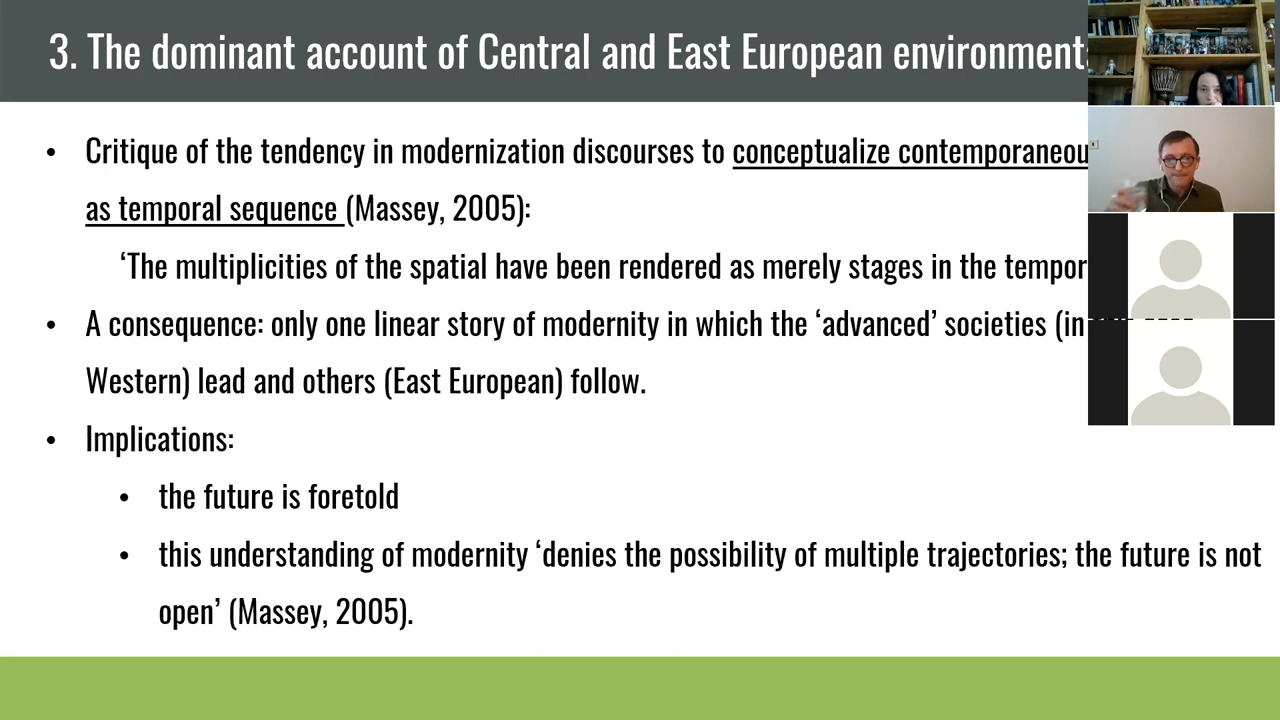 3. The dominant account of Central and East European
• Critique of the tendency in modernization discourses to conceptualize
as temporal sequence (Massey, 2005):
‘The multiplicities of the spatial have been rendered as merely stages in the
• A consequence: only one linear story of modernity in which the ‘advanced’ societies (in
Western) lead and others (East European) follow.
• Implications:
• the future is foretold
• this understanding of modernity ‘denies the possibility of multiple trajectories; the future is not
open’ (Massey, 2005).